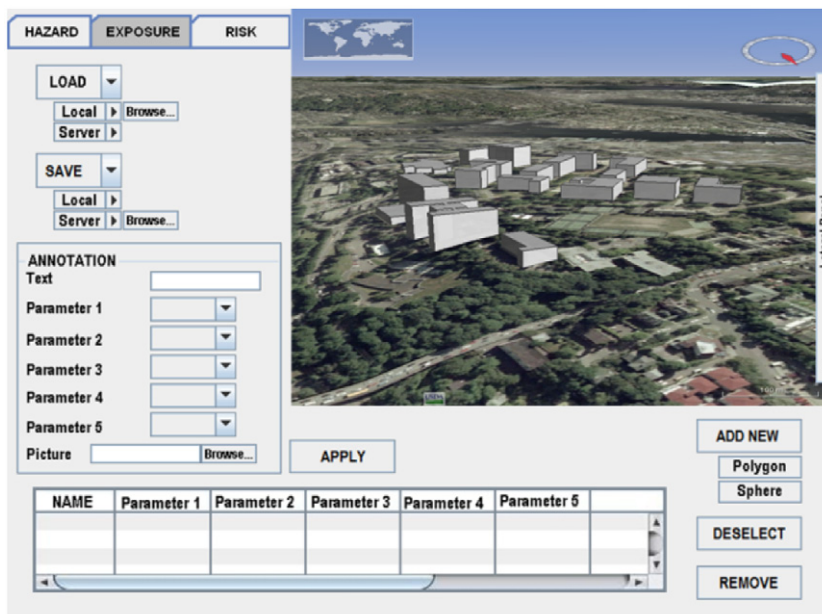 HAZARD EXPOSURE RISK
LOAD
Local Browse...
Server
SAVE
Local
Server Browse...
ANNOTATION
Text
Parameter 1
Parameter 2
Parameter 3
Parameter 4
Parameter 5
Picture Browse...
APPLY
ADD NEW
Polygon
Sphere
DESELECT
REMOVE
NAME Parameter 1 Parameter 2 Parameter 3 Parameter 4 Parameter 5